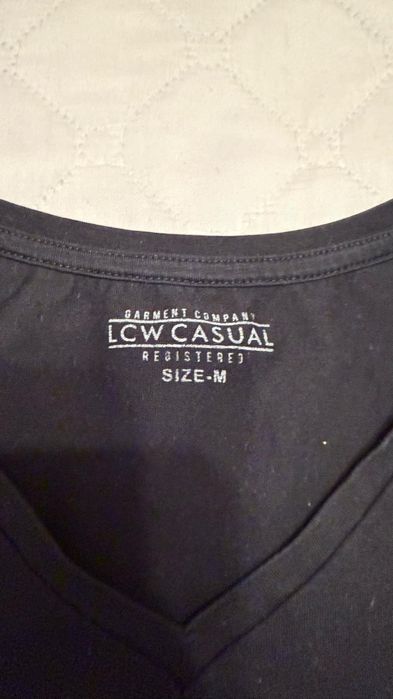 GARMENT COMPANY
LCW CASUAL
REGISTERED
SIZE-M